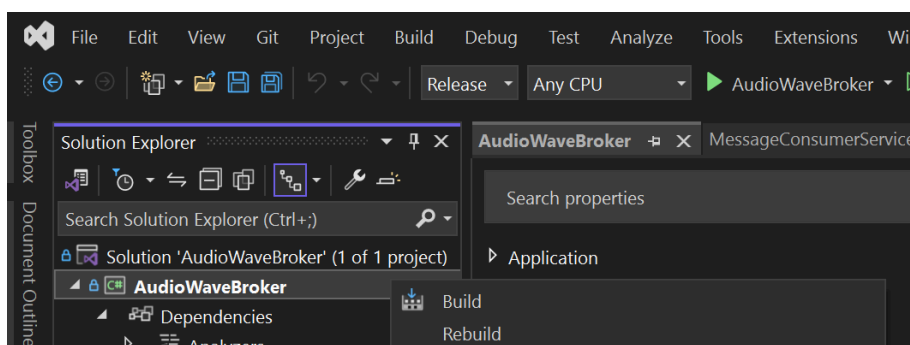 File Edit View Git Project Build Debug Test Analyze Tools Extensions
Release Any CPU AudioWaveBroker
Toolbox
Document Outline
Solution Explorer
Search Solution Explorer (Ctrl+;)
Solution 'AudioWaveBroker' (1 of 1 project)
C# AudioWaveBroker
Dependencies
Analyzers
AudioWaveBroker MessageConsumerService
Search properties
Application
Build
Rebuild